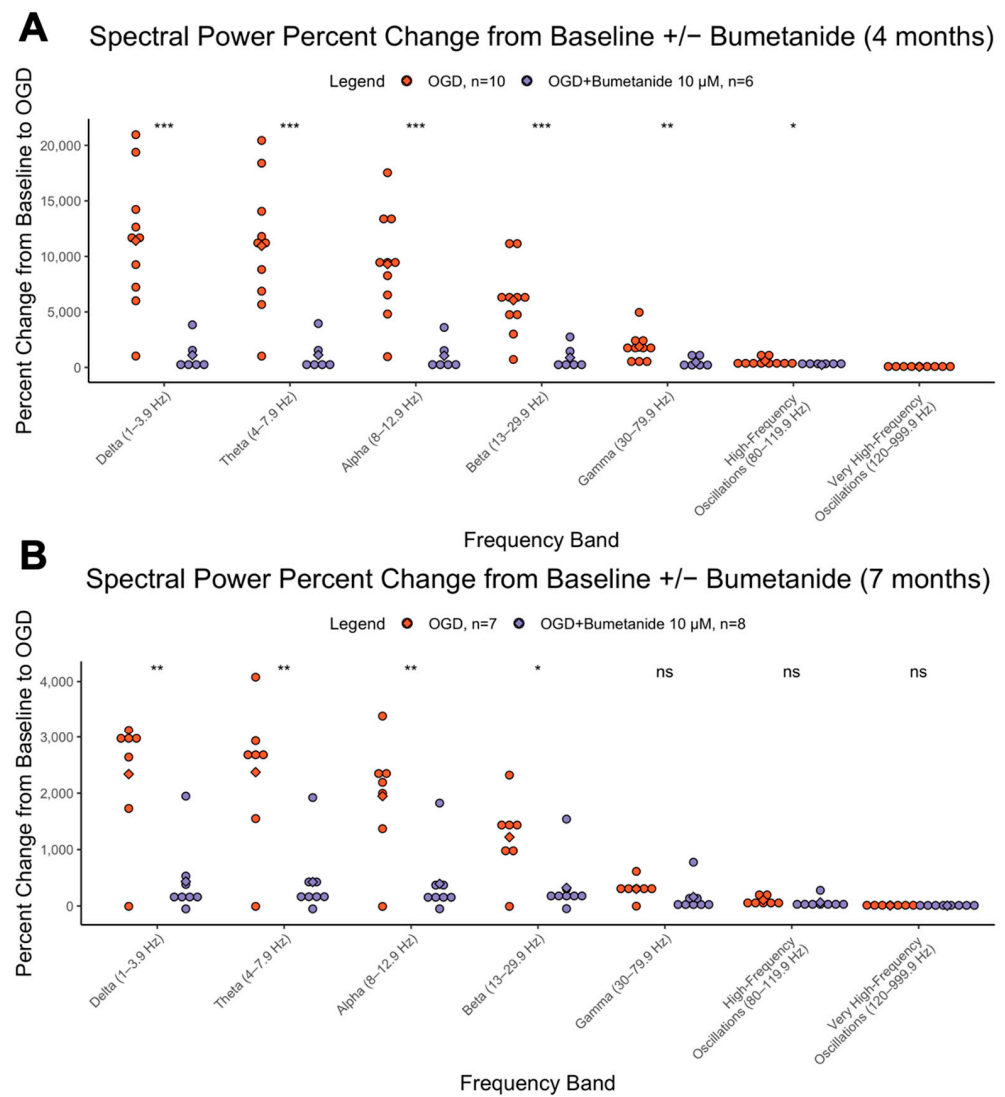 A
Spectral Power Percent Change from Baseline +/− Bumetanide (4 months)
Legend OGD, n=10 OGD+Bumetanide 10 µM, n=6
Percent Change from Baseline to OGD
*** *** *** *** ** *
20,000
15,000
10,000
5,000
0
Delta (1–3.9 Hz)
Theta (4–7.9 Hz)
Alpha (8–12.9 Hz)
Beta (13–29.9 Hz)
Gamma (30–79.9 Hz)
High-Frequency
Oscillations (80–119.9 Hz)
Very High-Frequency
Oscillations (120–999.9 Hz)
Frequency Band
B
Spectral Power Percent Change from Baseline +/− Bumetanide (7 months)
Legend OGD, n=7 OGD+Bumetanide 10 µM, n=8
Percent Change from Baseline to OGD
** ** ** * ns ns ns
4,000
3,000
2,000
1,000
0
Delta (1–3.9 Hz)
Theta (4–7.9 Hz)
Alpha (8–12.9 Hz)
Beta (13–29.9 Hz)
Gamma (30–79.9 Hz)
High-Frequency
Oscillations (80–119.9 Hz)
Very High-Frequency
Oscillations (120–999.9 Hz)
Frequency Band